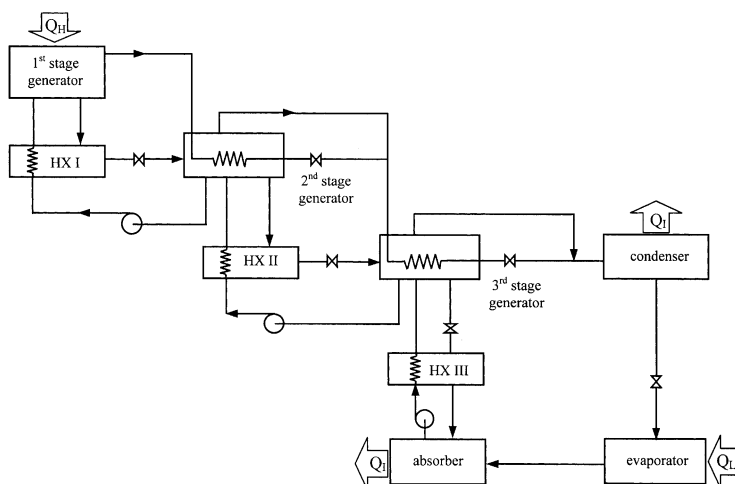 Q_H
1st stage
generator
HX I
2nd stage
generator
HX II
Q_I
condenser
3rd stage
generator
HX III
Q_I
absorber
evaporator
Q_L